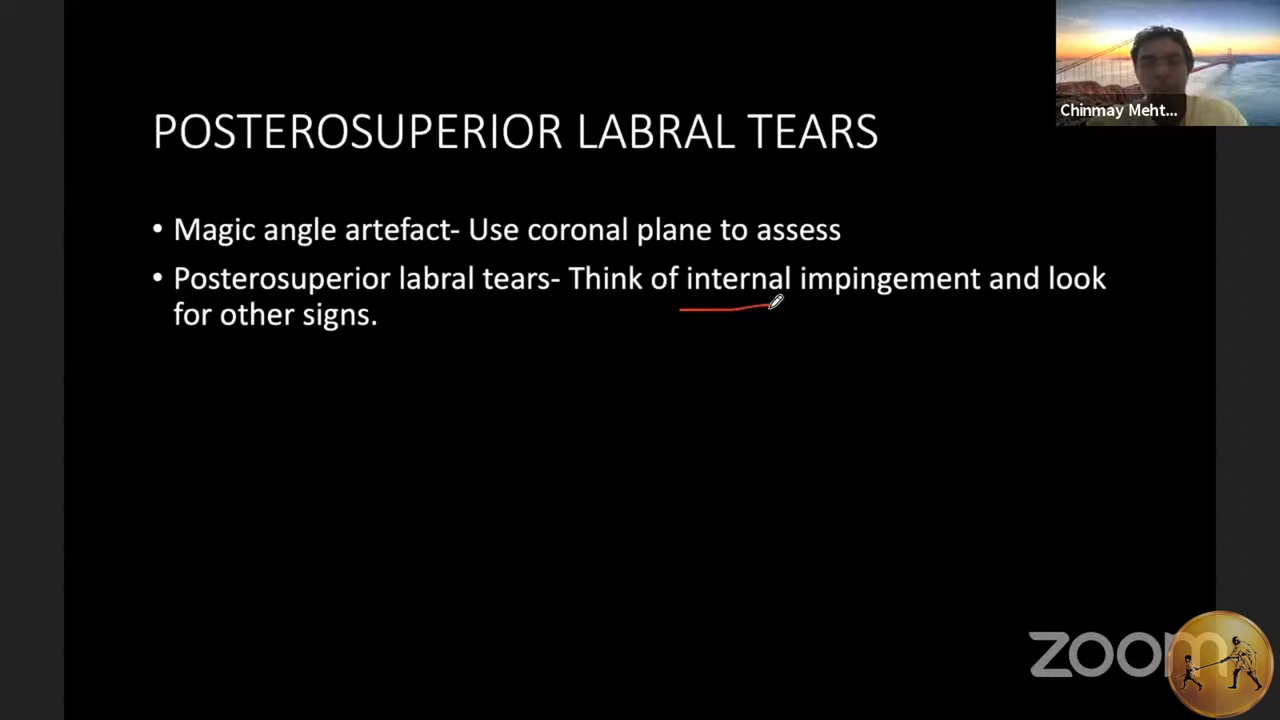 Chinmay Meht...
POSTEROSUPERIOR LABRAL TEARS
• Magic angle artefact- Use coronal plane to assess
• Posterosuperior labral tears- Think of internal impingement and look
for other signs.
zoom